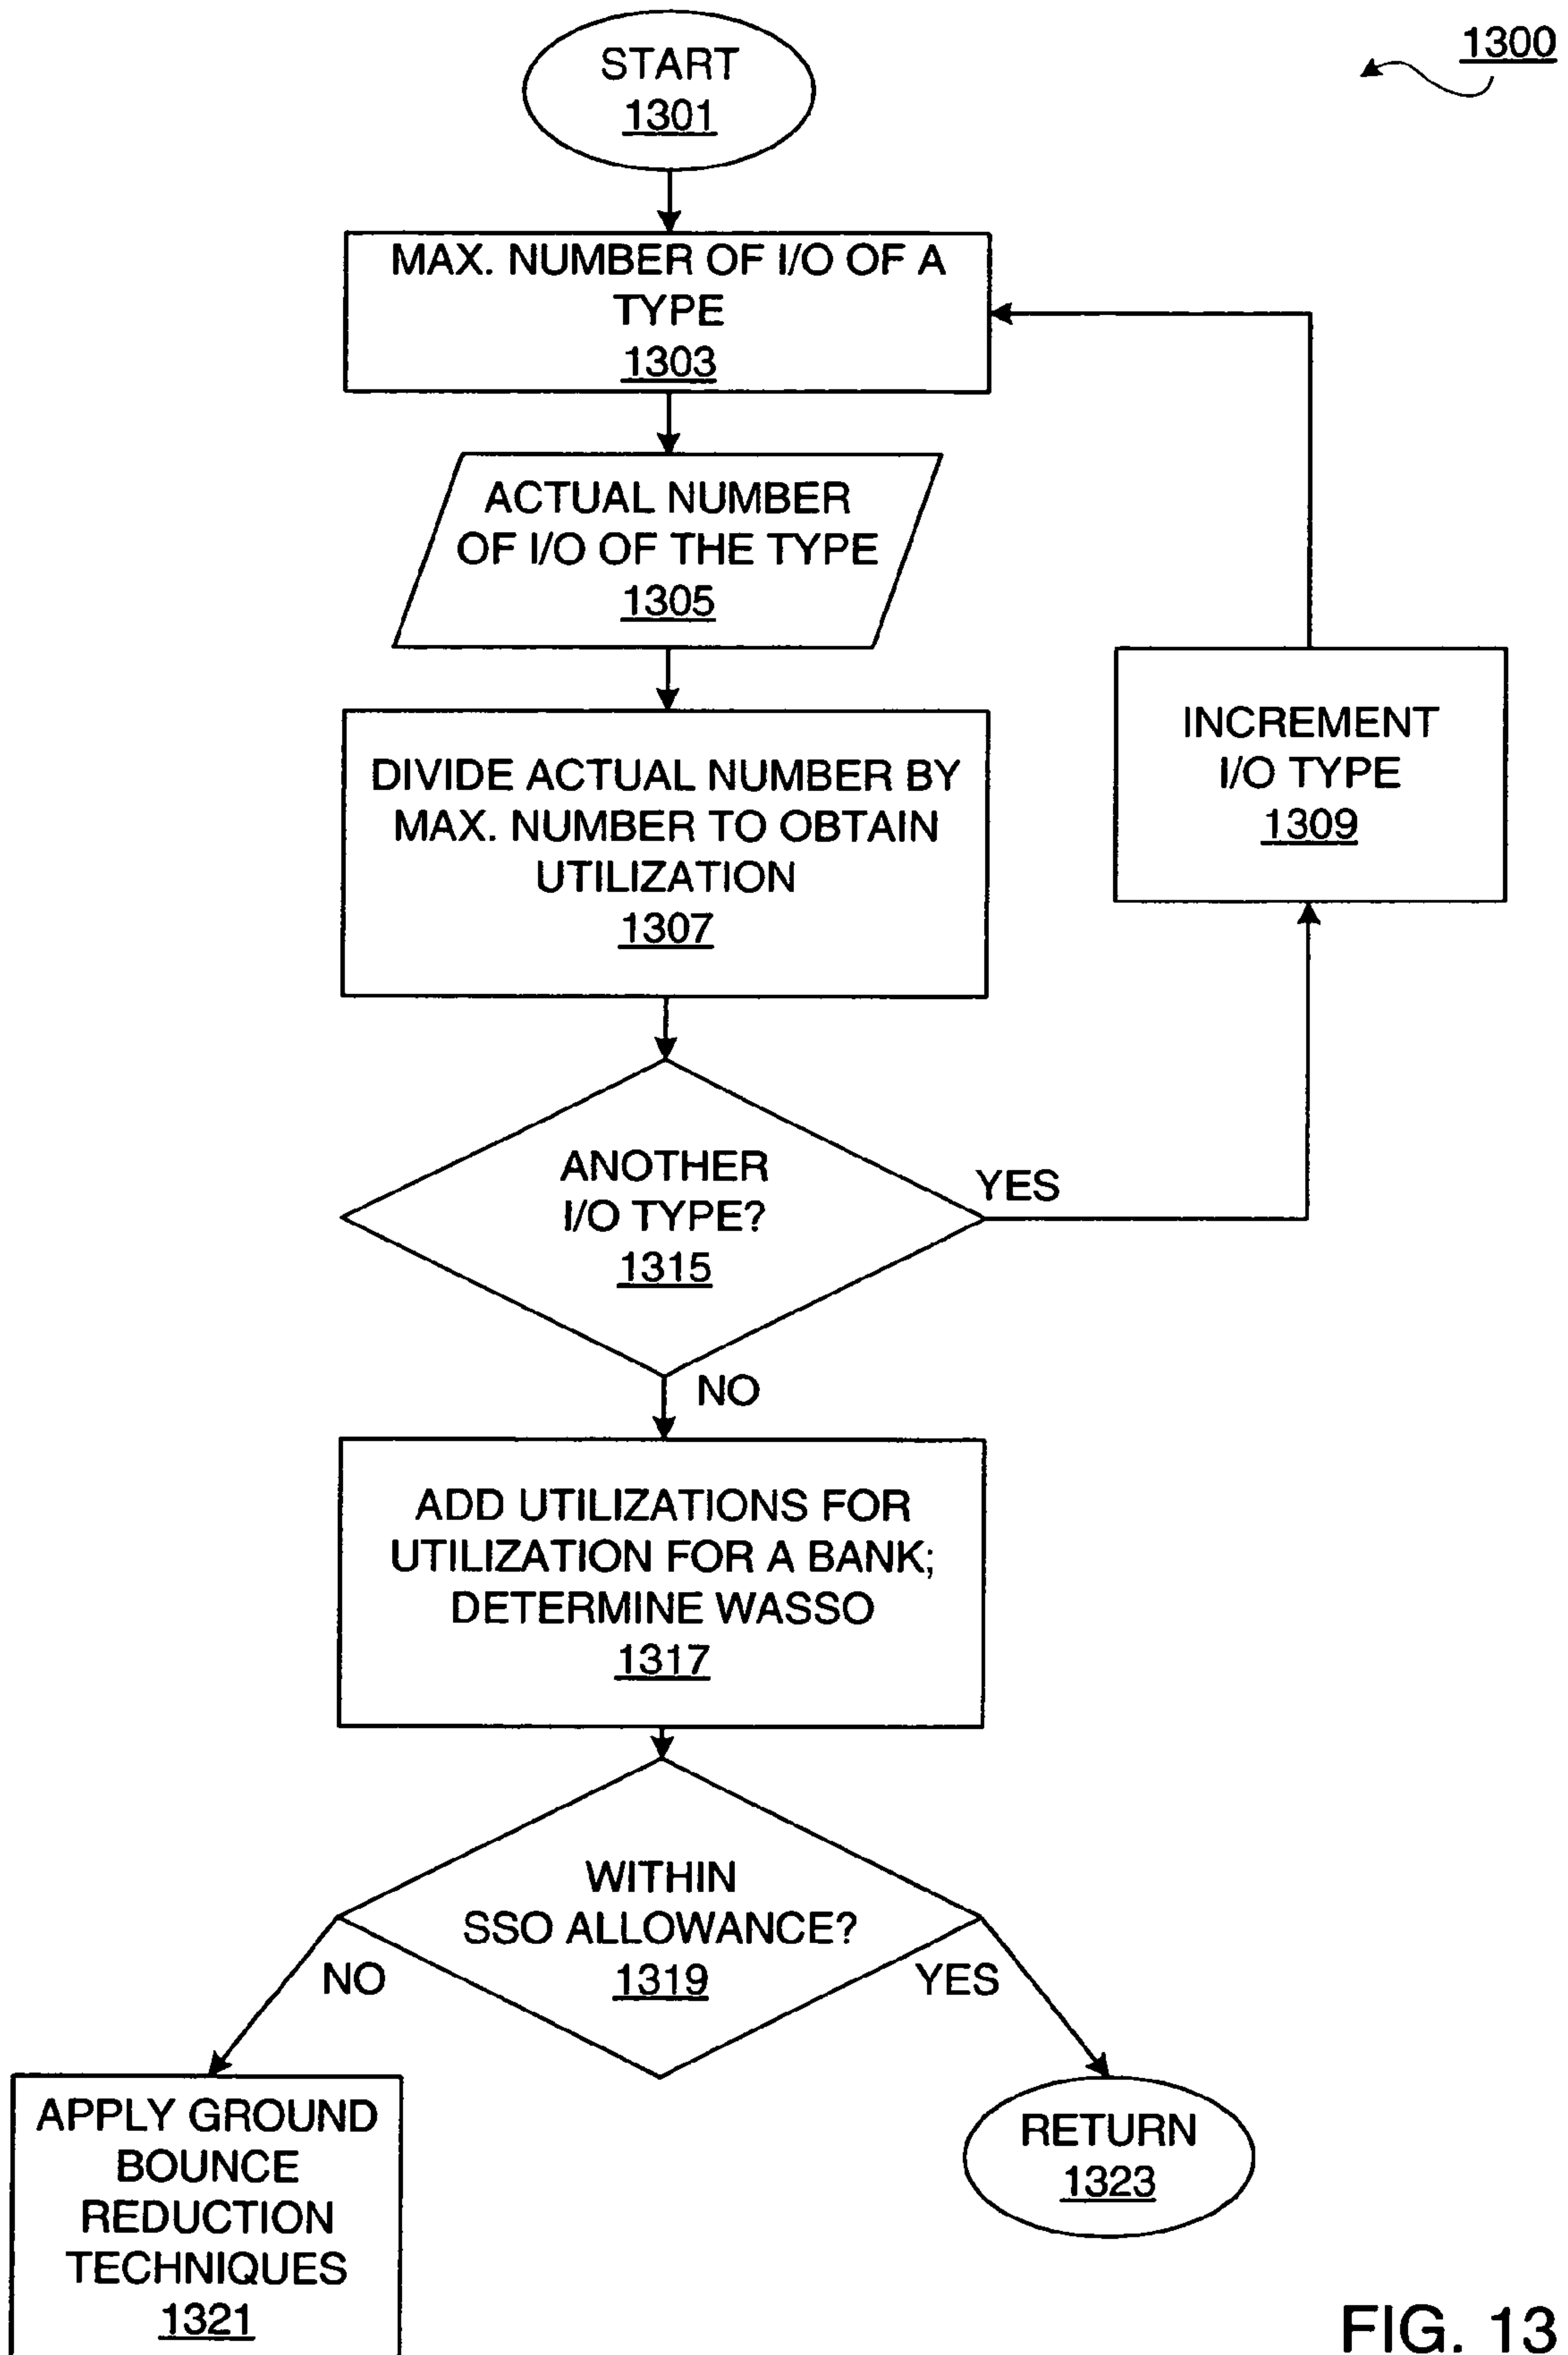 1300
START
1301
MAX. NUMBER OF I/O OF A
TYPE
1303
ACTUAL NUMBER
OF I/O OF THE TYPE
1305
DIVIDE ACTUAL NUMBER BY
MAX. NUMBER TO OBTAIN
UTILIZATION
1307
INCREMENT
I/O TYPE
1309
ANOTHER
I/O TYPE?
1315
YES
NO
ADD UTILIZATIONS FOR
UTILIZATION FOR A BANK;
DETERMINE WASSO
1317
WITHIN
SSO ALLOWANCE?
1319
NO
YES
APPLY GROUND
BOUNCE
REDUCTION
TECHNIQUES
1321
RETURN
1323
FIG. 13